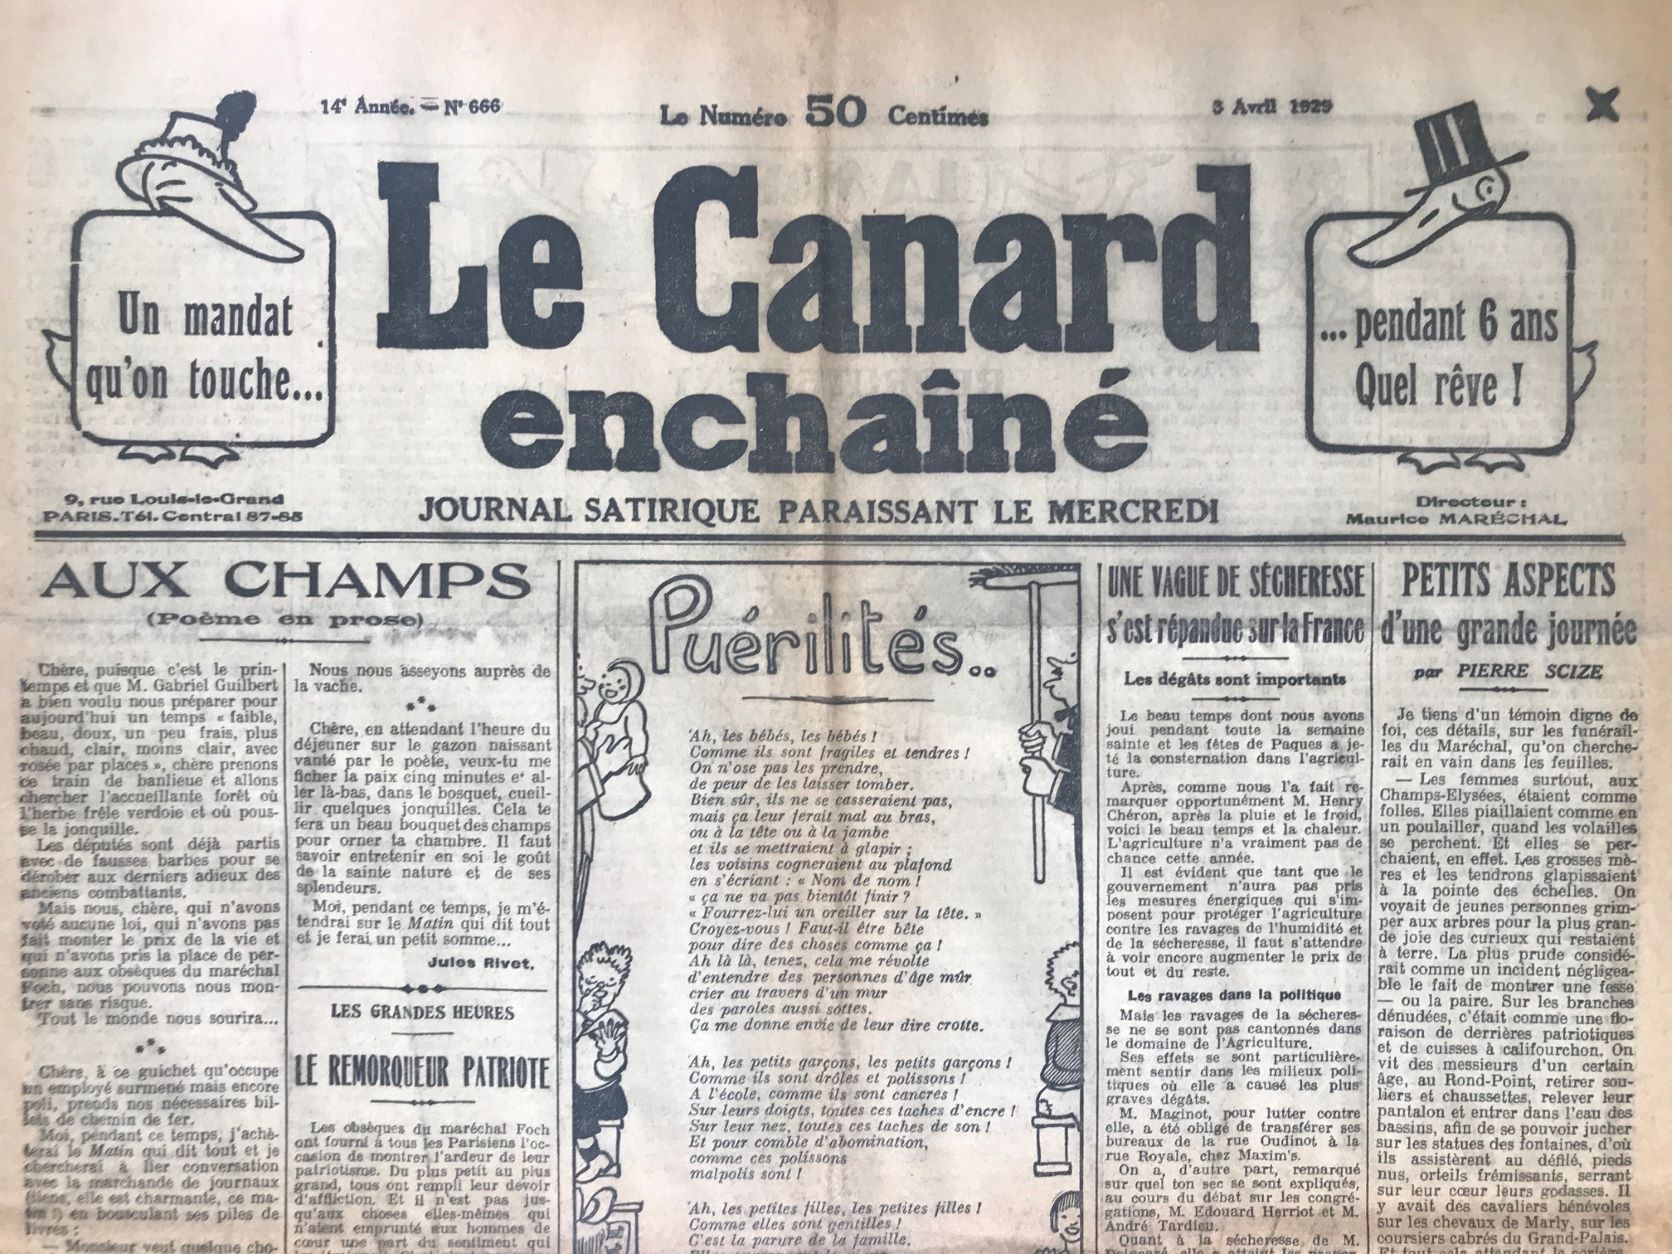 14e Année. — N° 666
Le Numéro 50 Centimes
3 Avril 1929
Un mandat
qu'on touche...
Le Canard
enchaîné
... pendant 6 ans
Quel rêve !
9, rue Louis-le-Grand
PARIS. Tél. Central 87-85
JOURNAL SATIRIQUE PARAISSANT LE MERCREDI
Directeur :
Maurice MARÉCHAL
AUX CHAMPS
(Poème en prose)
Chère, puisque c'est le prin-
temps et que M. Gabriel Guilbert
a bien voulu nous préparer pour
aujourd'hui un temps « faible,
beau, doux, un peu frais, plus
chaud, clair, moins clair, avec
rosée par places », chère prenons
ce train de banlieue et allons
chercher l'accueillante forêt où
l'herbe frêle verdoie et où pous-
se la jonquille.
Les députés sont déjà partis
avec de fausses barbes pour se
dérober aux derniers adieux des
anciens combattants.
Mais nous, chère, qui n'avons
voté aucune loi, qui n'avons pas
fait monter le prix de la vie et
qui n'avons pris la place de per-
sonne aux obsèques du maréchal
Foch, nous pouvons nous mon-
trer sans risque.
Tout le monde nous sourira...
Chère, à ce guichet qu'occupe
un employé surmené mais encore
poli, prends nos nécessaires bil-
lets de chemin de fer.
Moi, pendant ce temps, j'achè-
terai le Matin qui dit tout et je
chercherai à lier conversation
avec la marchande de journaux
(tiens, elle est charmante, ce ma-
tin !) en bousculant ses piles de
livres :
— Monsieur veut quelque cho-
Nous nous asseyons auprès de
la vache.
Chère, en attendant l'heure du
déjeuner sur le gazon naissant
vanté par le poète, veux-tu me
ficher la paix cinq minutes et al-
ler là-bas, dans le bosquet, cueil-
lir quelques jonquilles. Cela te
fera un beau bouquet des champs
pour orner ta chambre. Il faut
savoir entretenir en soi le goût
de la sainte nature et de ses
splendeurs.
Moi, pendant ce temps, je m'é-
tendrai sur le Matin qui dit tout
et je ferai un petit somme...
Jules Rivet.
LES GRANDES HEURES
LE REMORQUEUR PATRIOTE
Les obsèques du maréchal Foch
ont fourni à tous les Parisiens l'oc-
casion de montrer l'ardeur de leur
patriotisme. Du plus petit au plus
grand, tous ont rempli leur devoir
d'affliction. Et il n'est pas jus-
qu'aux choses elles-mêmes qui
n'aient emprunté aux hommes de
cœur une part du sentiment qui
Puérilités..
Ah, les bébés, les bébés !
Comme ils sont fragiles et tendres !
On n'ose pas les prendre,
de peur de les laisser tomber.
Bien sûr, ils ne se casseraient pas,
mais ça leur ferait mal au bras,
ou à la tête ou à la jambe
et ils se mettraient à glapir ;
les voisins cogneraient au plafond
en s'écriant : « Nom de nom !
« ça ne va pas bientôt finir ?
« Fourrez-lui un oreiller sur la tête. »
Croyez-vous ! Faut-il être bête
pour dire des choses comme ça !
Ah là là, tenez, cela me révolte
d'entendre des personnes d'âge mûr
crier au travers d'un mur
des paroles aussi sottes.
Ça me donne envie de leur dire crotte.
Ah, les petits garçons, les petits garçons !
Comme ils sont drôles et polissons !
A l'école, comme ils sont cancres !
Sur leurs doigts, toutes ces taches d'encre !
Sur leur nez, toutes ces taches de son !
Et pour comble d'abomination,
comme ces polissons
malpolis sont !
Ah, les petites filles, les petites filles !
Comme elles sont gentilles !
C'est la parure de la famille.
UNE VAGUE DE SÉCHERESSE
s'est répandue sur la France
Les dégâts sont importants
Le beau temps dont nous avons
joui pendant toute la semaine
sainte et les fêtes de Paques a je-
té la consternation dans l'agricul-
ture.
Après, comme nous l'a fait re-
marquer opportunément M. Henry
Chéron, après la pluie et le froid,
voici le beau temps et la chaleur.
L'agriculture n'a vraiment pas de
chance cette année.
Il est évident que tant que le
gouvernement n'aura pas pris
les mesures énergiques qui s'im-
posent pour protéger l'agriculture
contre les ravages de l'humidité et
de la sécheresse, il faut s'attendre
à voir encore augmenter le prix de
tout et du reste.
Les ravages dans la politique
Mais les ravages de la sécheres-
se ne se sont pas cantonnés dans
le domaine de l'Agriculture.
Ses effets se sont particulière-
ment sentir dans les milieux poli-
tiques où elle a causé les plus
graves dégâts.
M. Maginot, pour lutter contre
elle, a été obligé de transférer ses
bureaux de la rue Oudinot à la
rue Royale, chez Maxim's.
On a, d'autre part, remarqué
sur quel ton sec se sont expliqués,
au cours du débat sur les congré-
gations, M. Edouard Herriot et M.
André Tardieu.
Quant à la sécheresse de M.
PETITS ASPECTS
d'une grande journée
par PIERRE SCIZE
Je tiens d'un témoin digne de
foi, ces détails, sur les funérail-
les du Maréchal, qu'on cherche-
rait en vain dans les feuilles.
— Les femmes surtout, aux
Champs-Elysées, étaient comme
folles. Elles piaillaient comme en
un poulailler, quand les volailles
se perchent. Et elles se per-
chaient, en effet. Les grosses mè-
res et les tendrons glapissaient
à la pointe des échelles. On
voyait de jeunes personnes grim-
per aux arbres pour la plus gran-
de joie des curieux qui restaient
à terre. La plus prude considé-
rait comme un incident négligea-
ble le fait de montrer une fesse
— ou la paire. Sur les branches
dénudées, c'était comme une flo-
raison de derrières patriotiques
et de cuisses à califourchon. On
vit des messieurs d'un certain
âge, au Rond-Point, retirer sou-
liers et chaussettes, relever leur
pantalon et entrer dans l'eau des
bassins, afin de se pouvoir jucher
sur les statues des fontaines, d'où
ils assistèrent au défilé, pieds
nus, orteils frémissants, serrant
sur leur cœur leurs godasses. Il
y avait des cavaliers bénévoles
sur les chevaux de Marly, sur les
coursiers cabrés du Grand-Palais.